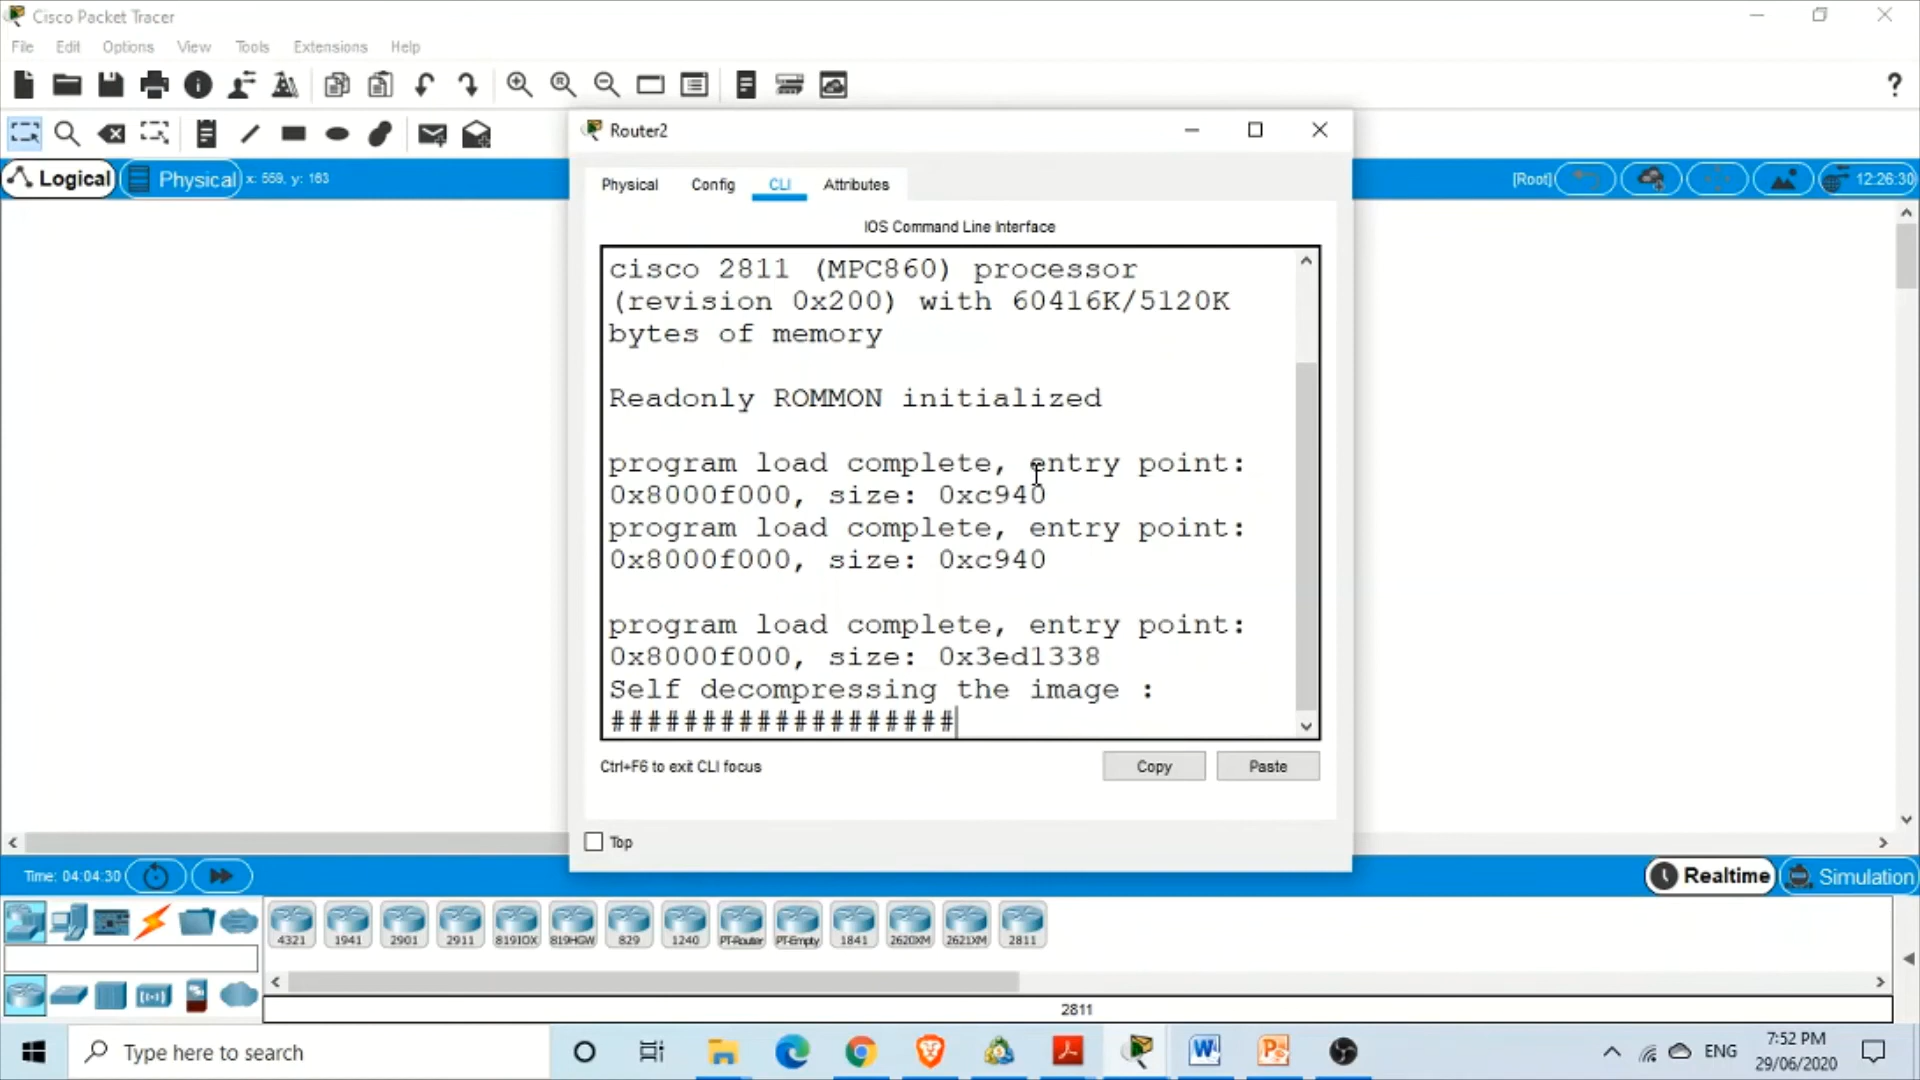 Cisco Packet Tracer
File Edit Options View Tools Extensions Help
?
Router2
Logical Physical x: 559, y: 163
[Root] 12:26:30
Physical Config CLI Attributes
IOS Command Line Interface
cisco 2811 (MPC860) processor
(revision 0x200) with 60416K/5120K
bytes of memory
Readonly ROMMON initialized
program load complete, entry point:
0x8000f000, size: 0xc940
program load complete, entry point:
0x8000f000, size: 0xc940
program load complete, entry point:
0x8000f000, size: 0x3ed1338
Self decompressing the image :
###################
Ctrl+F6 to exit CLI focus
Copy Paste
Top
Time: 04:04:30
Realtime Simulation
4321 1941 2901 2911 819IOX 819HGW 829 1240 PT-Router PT-Empty 1841 2620XM 2621XM 2811
2811
Type here to search
ENG
7:52 PM
29/06/2020